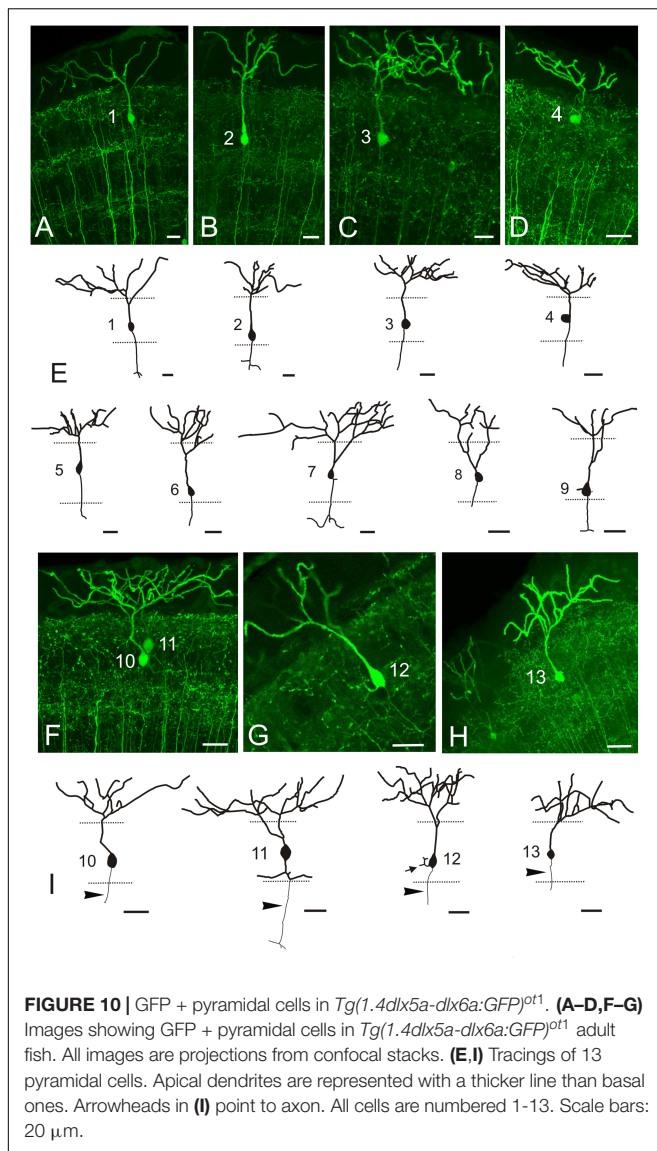 1
2
3
4
A
B
C
D
1
2
3
4
E
5
6
7
8
9
11
10
12
13
F
G
H
10
11
12
13
I
FIGURE 10 | GFP + pyramidal cells in Tg(1.4dlx5a-dlx6a:GFP)ot1. (A–D,F–G)
Images showing GFP + pyramidal cells in Tg(1.4dlx5a-dlx6a:GFP)ot1 adult
fish. All images are projections from confocal stacks. (E,I) Tracings of 13
pyramidal cells. Apical dendrites are represented with a thicker line than basal
ones. Arrowheads in (I) point to axon. All cells are numbered 1-13. Scale bars:
20 μm.